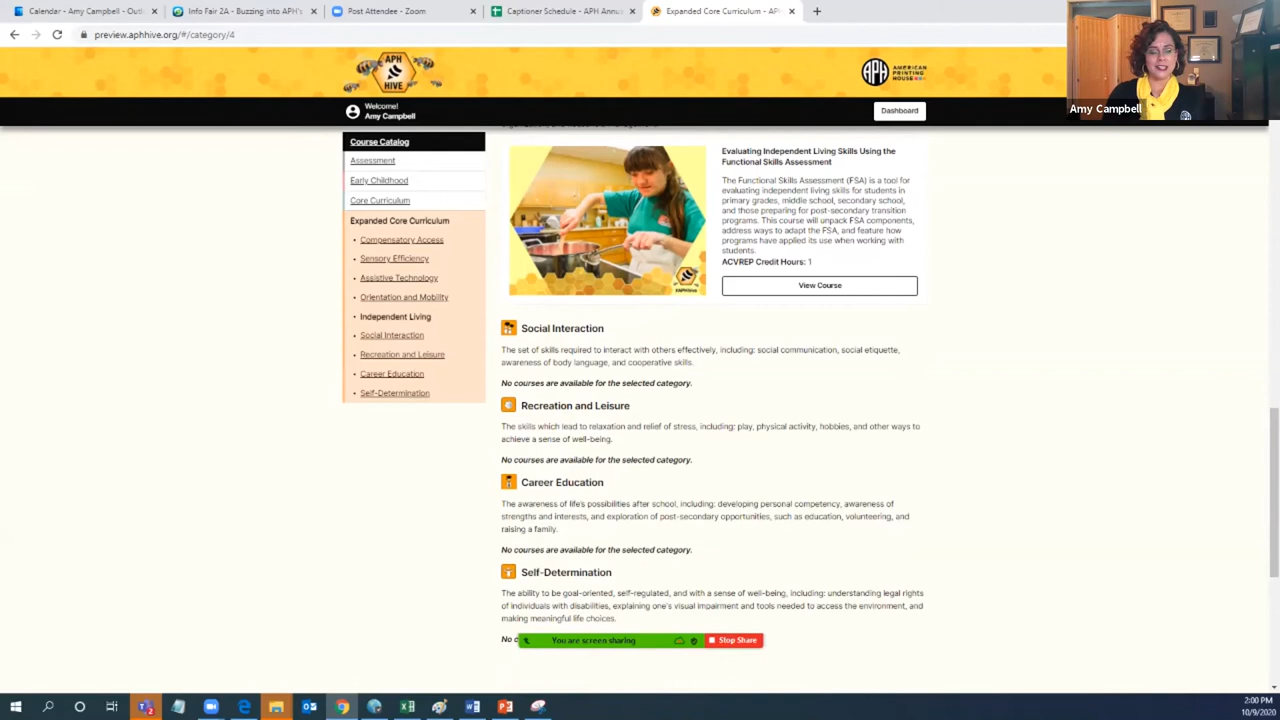 Calendar - Amy Campbell - Outl
Info Fair 2A - Buzzing into APH's
Post Attendee - Zoom
Captioner Schedule - APH Annu
Expanded Core Curriculum - AP
preview.aphhive.org/#/category/4
APH
HIVE
APH
AMERICAN
PRINTING
HOUSE
Amy Campbell
Welcome!
Amy Campbell
Dashboard
Course Catalog
Assessment
Early Childhood
Core Curriculum
Expanded Core Curriculum
• Compensatory Access
• Sensory Efficiency
• Assistive Technology
• Orientation and Mobility
• Independent Living
• Social Interaction
• Recreation and Leisure
• Career Education
• Self-Determination
APHHive
Evaluating Independent Living Skills Using the
Functional Skills Assessment
The Functional Skills Assessment (FSA) is a tool for
evaluating independent living skills for students in
primary grades, middle school, secondary school,
and those preparing for post-secondary transition
programs. This course will unpack FSA components,
address ways to adapt the FSA, and feature how
programs have applied its use when working with
students.
ACVREP Credit Hours: 1
View Course
Social Interaction
The set of skills required to interact with others effectively, including: social communication, social etiquette,
awareness of body language, and cooperative skills.
No courses are available for the selected category.
Recreation and Leisure
The skills which lead to relaxation and relief of stress, including: play, physical activity, hobbies, and other ways to
achieve a sense of well-being.
No courses are available for the selected category.
Career Education
The awareness of life's possibilities after school, including: developing personal competency, awareness of
strengths and interests, and exploration of post-secondary opportunities, such as education, volunteering, and
raising a family.
No courses are available for the selected category.
Self-Determination
The ability to be goal-oriented, self-regulated, and with a sense of well-being, including: understanding legal rights
of individuals with disabilities, explaining one's visual impairment and tools needed to access the environment, and
making meaningful life choices.
No c
You are screen sharing
Stop Share
2:00 PM
10/9/2020